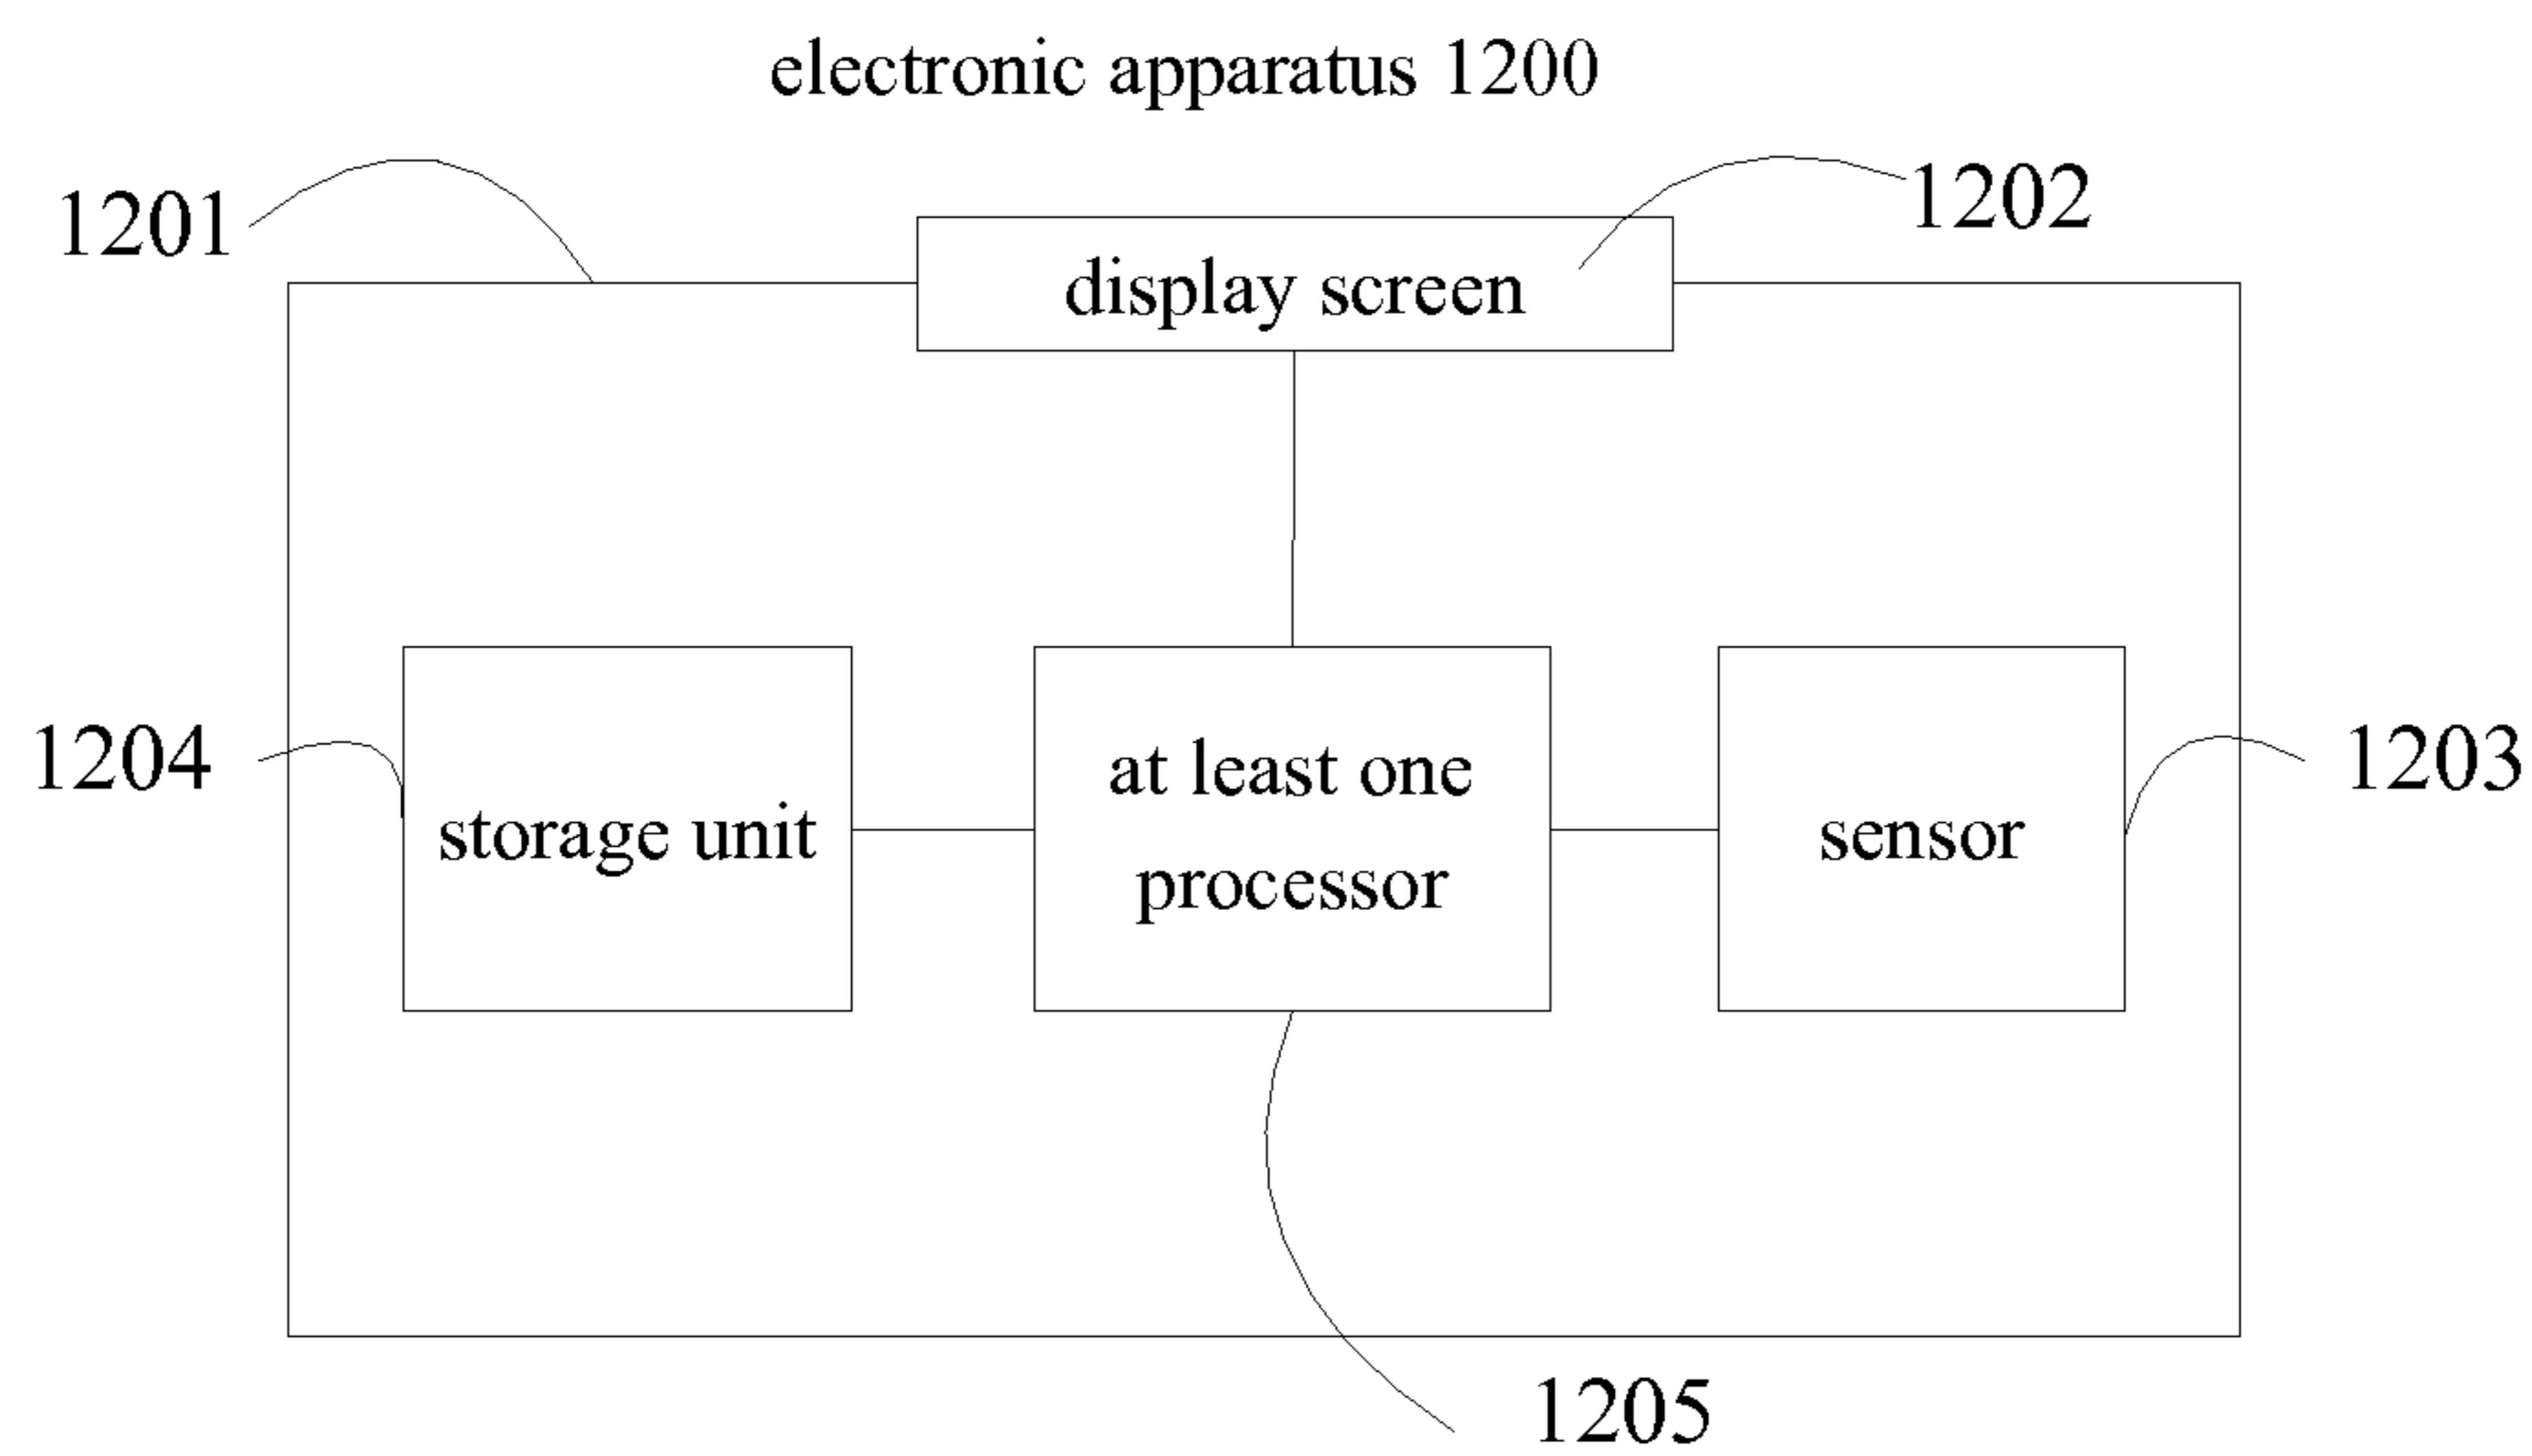 electronic apparatus 1200
1201
1202
display screen
1204
storage unit
at least one
processor
sensor
1203
1205